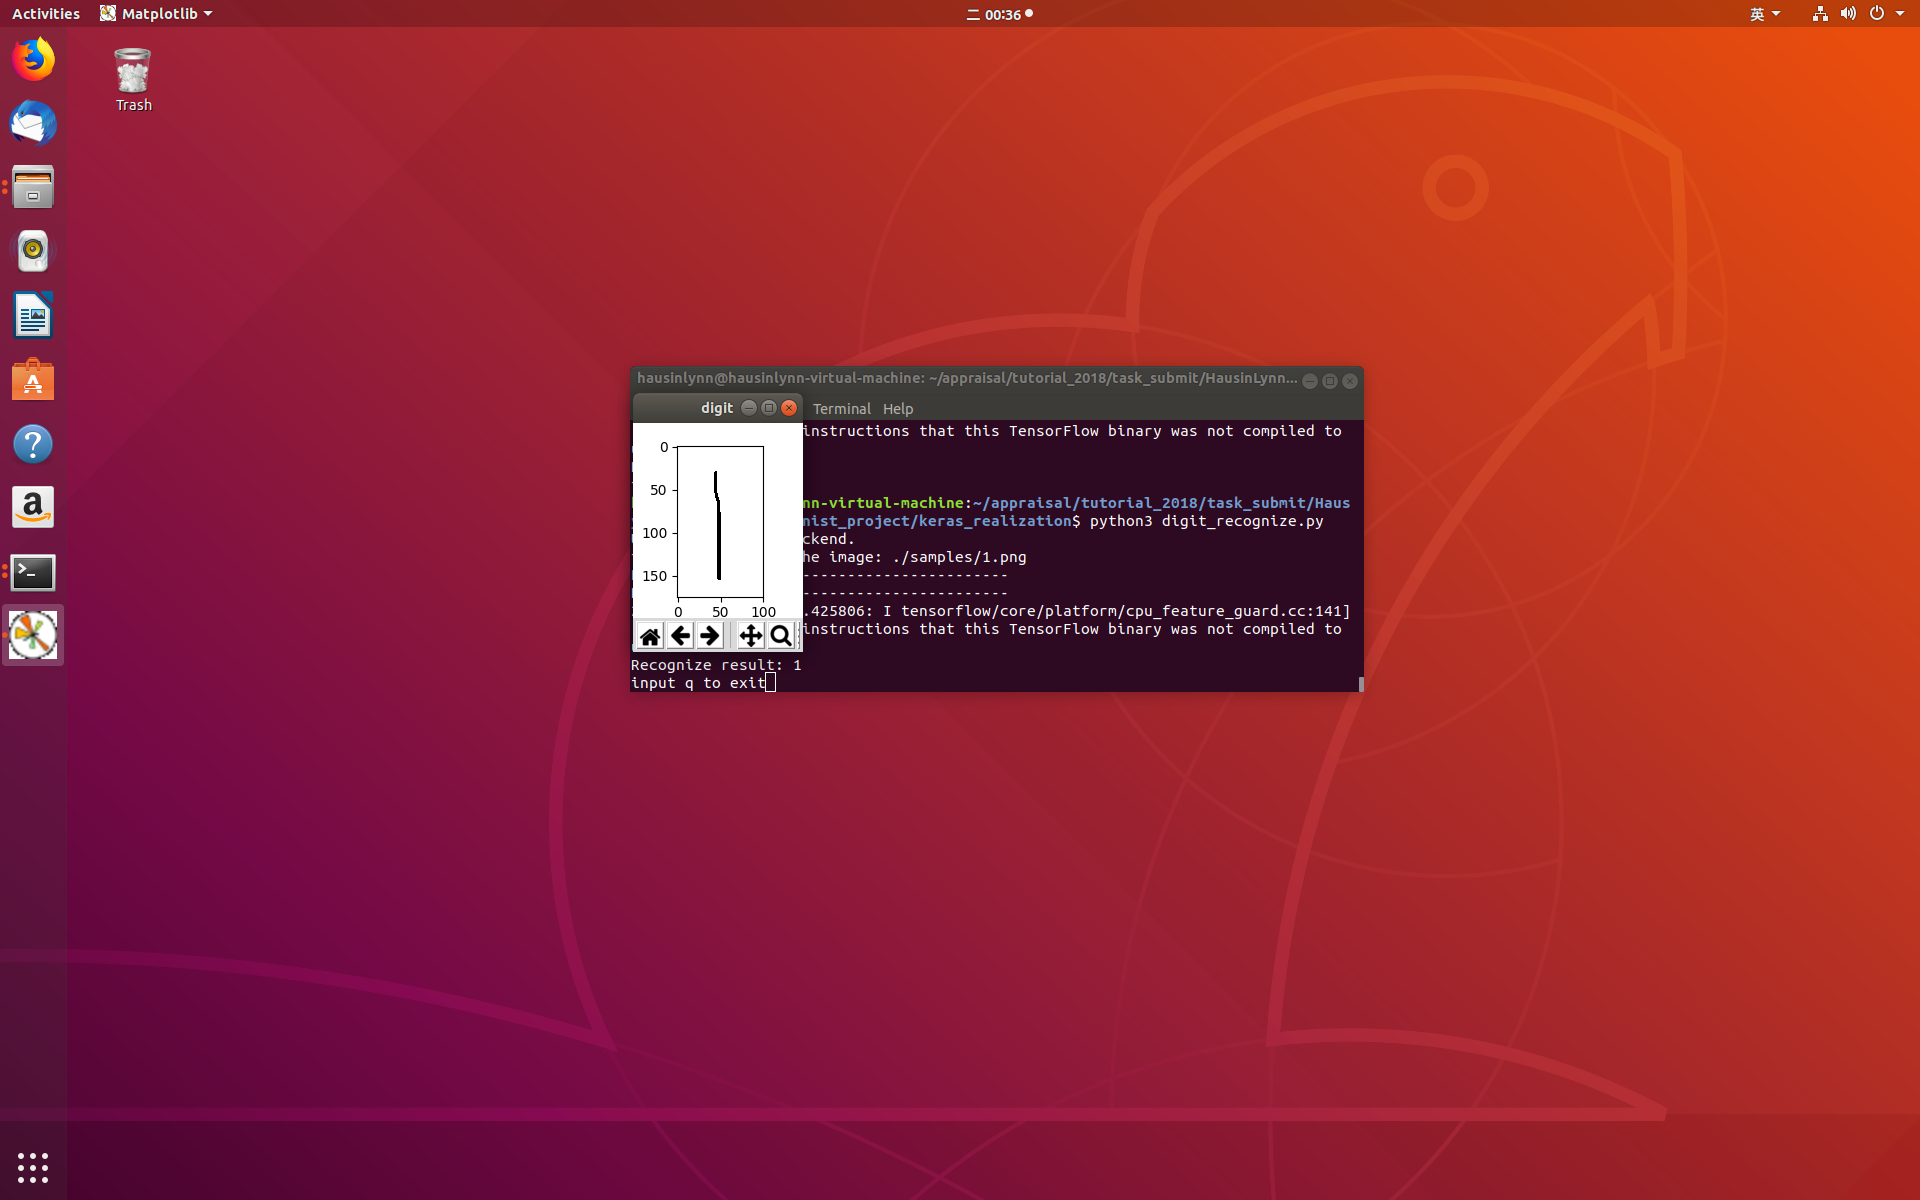 Activities
Matplotlib
二 00:36
英
Trash
hausinlynn@hausinlynn-virtual-machine: ~/appraisal/tutorial_2018/task_submit/HausinLynn...
digit
Terminal Help
instructions that this TensorFlow binary was not compiled to
nn-virtual-machine:~/appraisal/tutorial_2018/task_submit/Haus
nist_project/keras_realization$ python3 digit_recognize.py
ckend.
he image: ./samples/1.png
-----------------------
-----------------------
.425806: I tensorflow/core/platform/cpu_feature_guard.cc:141]
instructions that this TensorFlow binary was not compiled to
0
50
100
150
0 50 100
Recognize result: 1
input q to exit